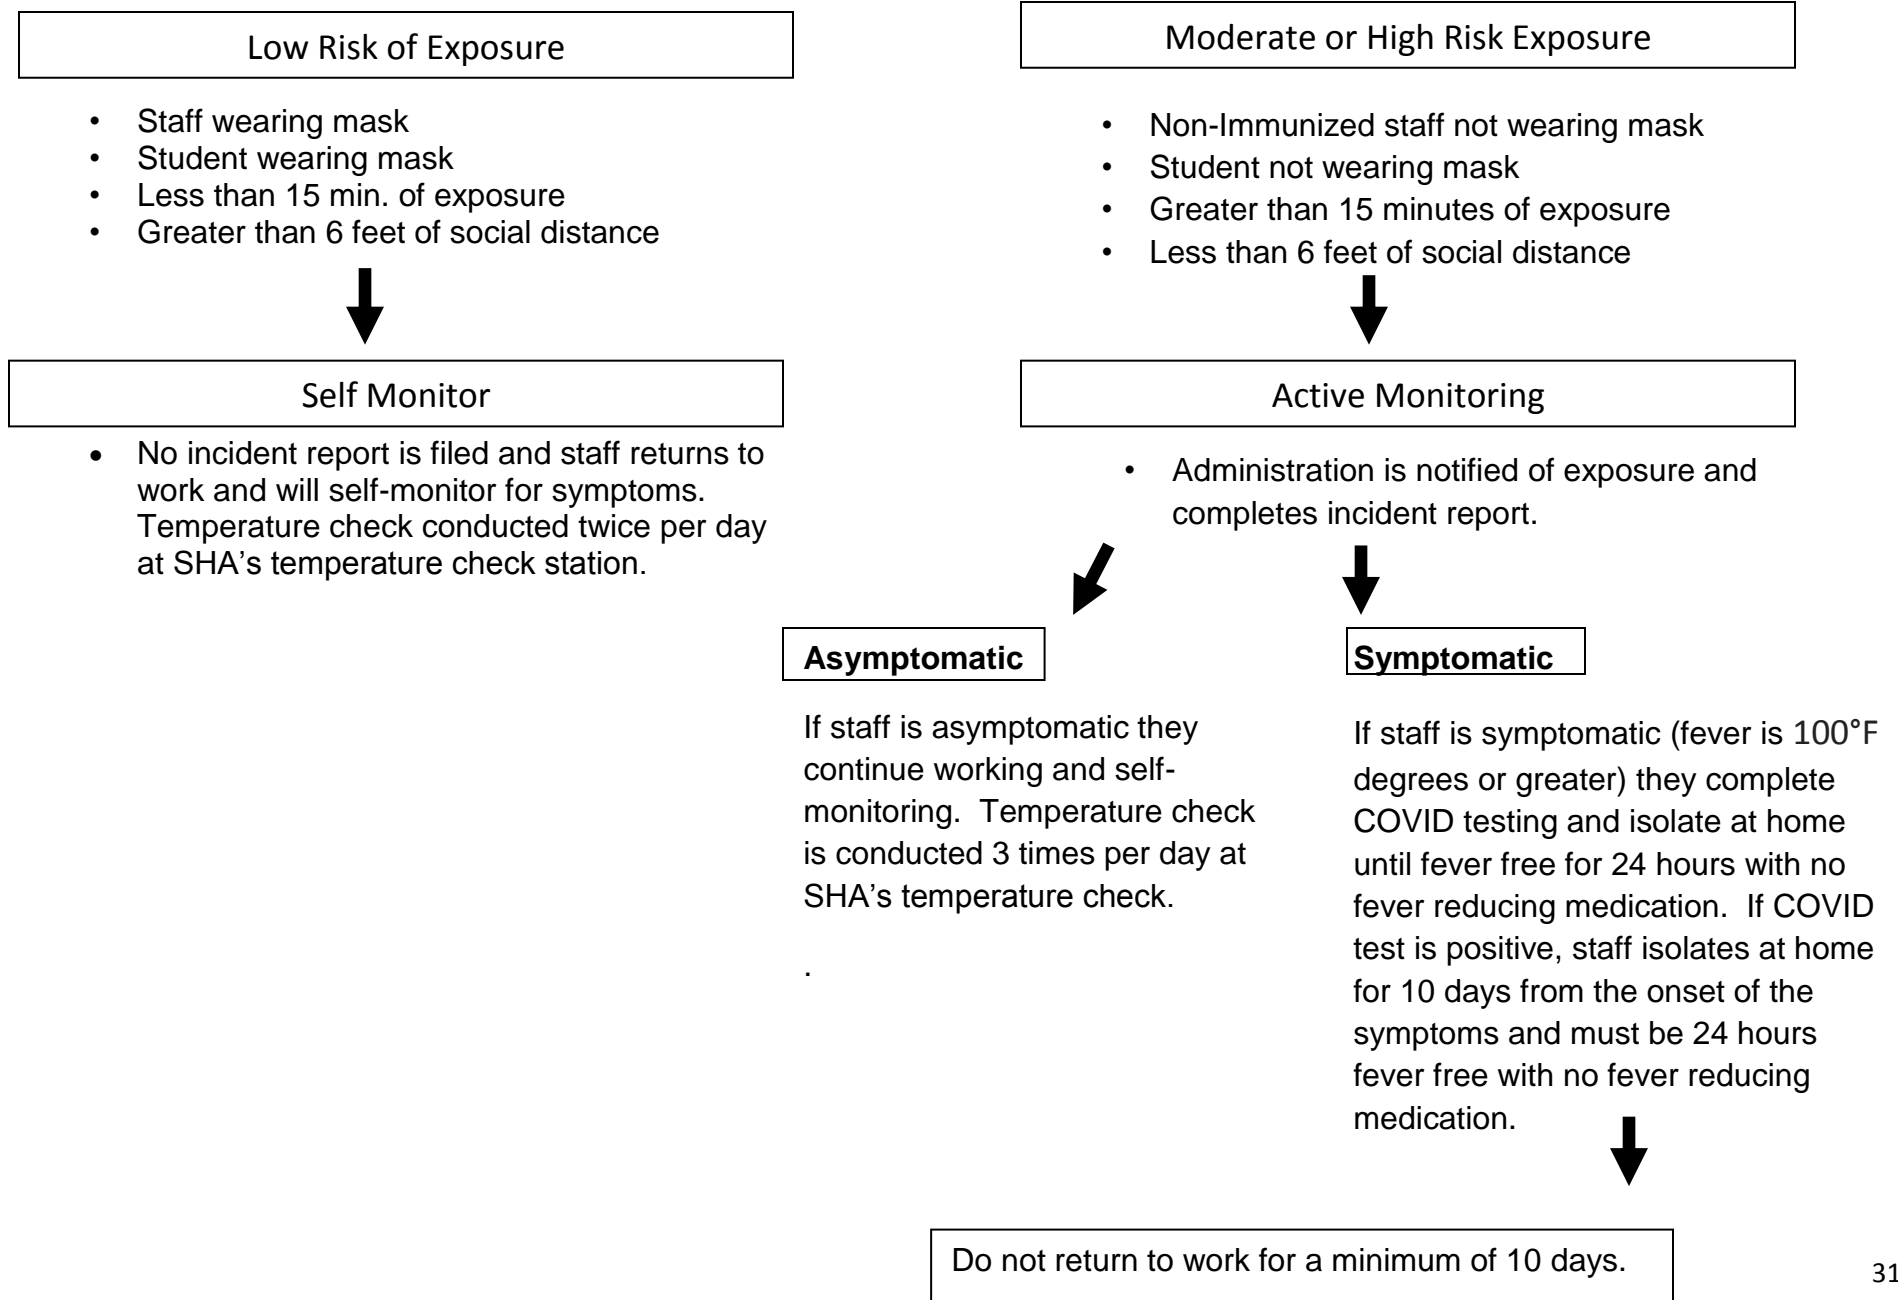 Low Risk of Exposure
• Staff wearing mask
• Student wearing mask
• Less than 15 min. of exposure
• Greater than 6 feet of social distance
Self Monitor
• No incident report is filed and staff returns to
work and will self-monitor for symptoms.
Temperature check conducted twice per day
at SHA’s temperature check station.
Moderate or High Risk Exposure
• Non-Immunized staff not wearing mask
• Student not wearing mask
• Greater than 15 minutes of exposure
• Less than 6 feet of social distance
Active Monitoring
• Administration is notified of exposure and
completes incident report.
Asymptomatic
If staff is asymptomatic they
continue working and self-
monitoring. Temperature check
is conducted 3 times per day at
SHA’s temperature check.
.
Symptomatic
If staff is symptomatic (fever is 100°F
degrees or greater) they complete
COVID testing and isolate at home
until fever free for 24 hours with no
fever reducing medication. If COVID
test is positive, staff isolates at home
for 10 days from the onset of the
symptoms and must be 24 hours
fever free with no fever reducing
medication.
Do not return to work for a minimum of 10 days.
31